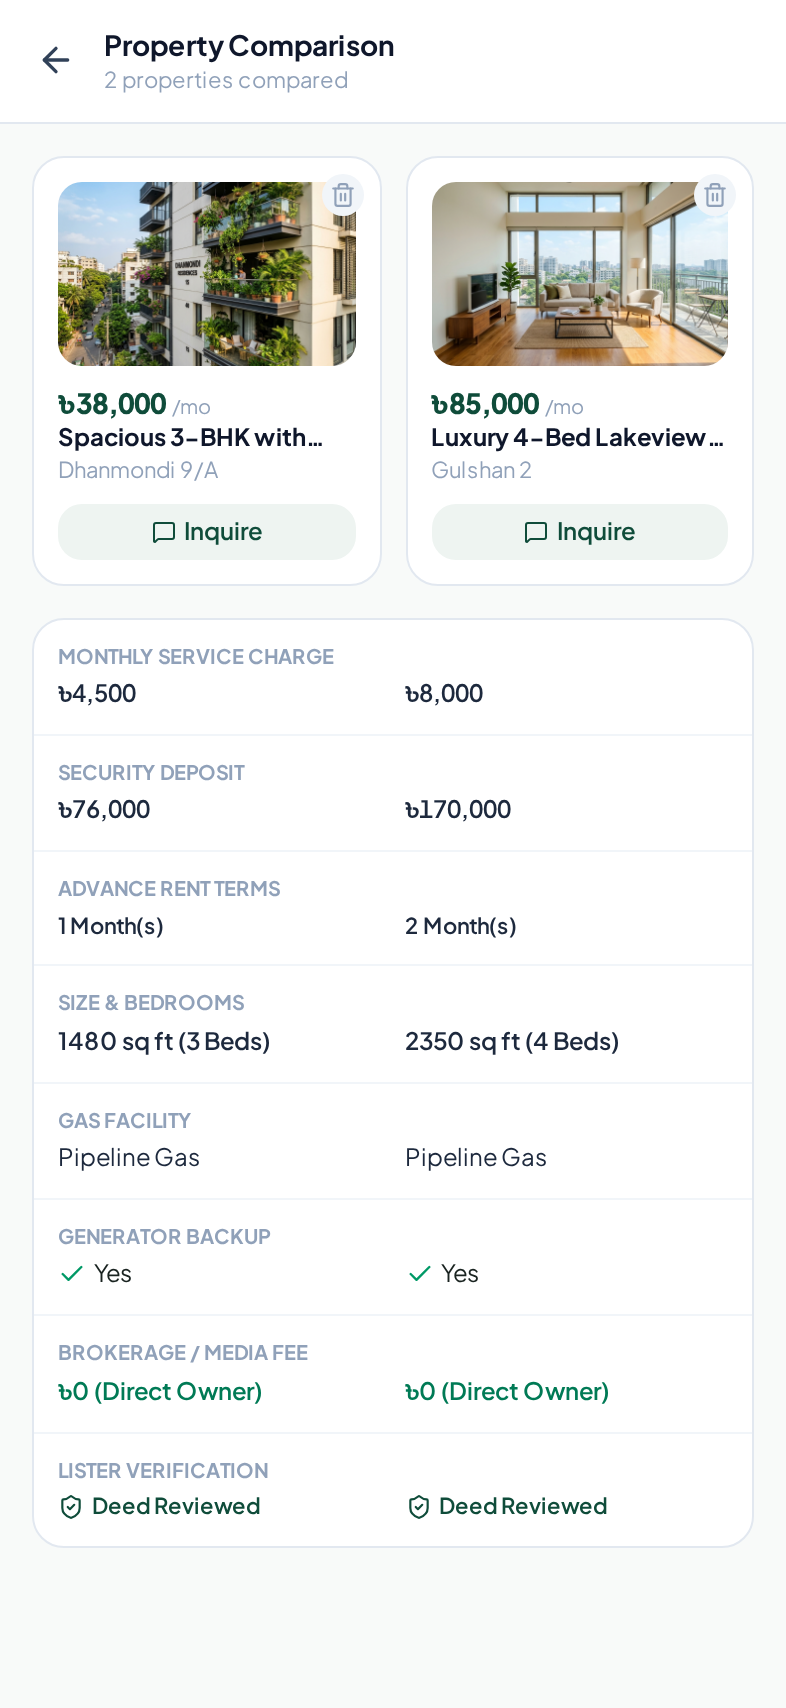 Property Comparison
2 properties compared
DHANMONDI
RESIDENCES
৳38,000 /mo
Spacious 3-BHK with...
Dhanmondi 9/A
Inquire
৳85,000 /mo
Luxury 4-Bed Lakeview...
Gulshan 2
Inquire
MONTHLY SERVICE CHARGE
৳4,500 ৳8,000
SECURITY DEPOSIT
৳76,000 ৳170,000
ADVANCE RENT TERMS
1 Month(s) 2 Month(s)
SIZE & BEDROOMS
1480 sq ft (3 Beds) 2350 sq ft (4 Beds)
GAS FACILITY
Pipeline Gas Pipeline Gas
GENERATOR BACKUP
Yes Yes
BROKERAGE / MEDIA FEE
৳0 (Direct Owner) ৳0 (Direct Owner)
LISTER VERIFICATION
Deed Reviewed Deed Reviewed